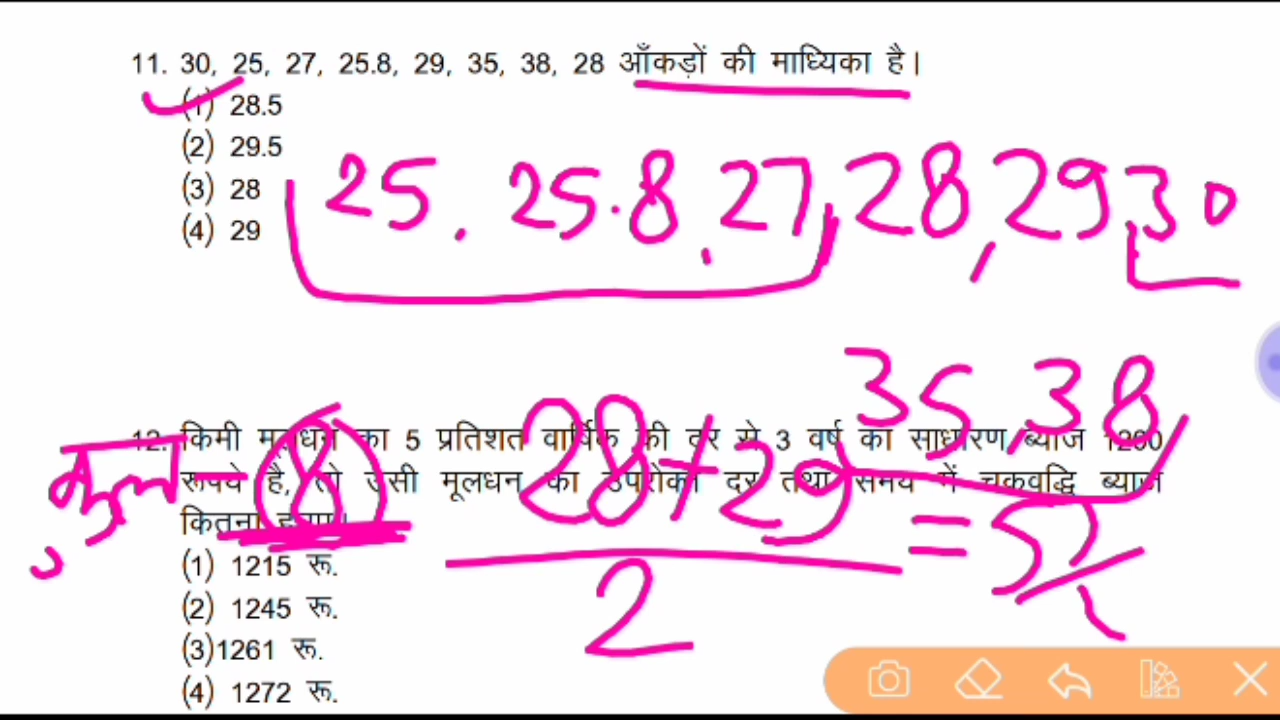 11. 30, 25, 27, 25.8, 29, 35, 38, 28 आँकड़ों की माध्यिका है।
(1) 28.5
(2) 29.5
(3) 28
(4) 29
25, 25.8, 27, 28, 29, 30
35, 38
12. किमी मूलधन का 5 प्रतिशत वार्षिक की दर से 3 वर्ष का साधारण ब्याज 1200
रूपये है, तो उसी मूलधन का उपरोक्त दर तथा समय में चक्रवृद्धि ब्याज
कितना होगा।
कुल - 8
28+29
2
= 57/2
(1) 1215 रू.
(2) 1245 रू.
(3)1261 रू.
(4) 1272 रू.